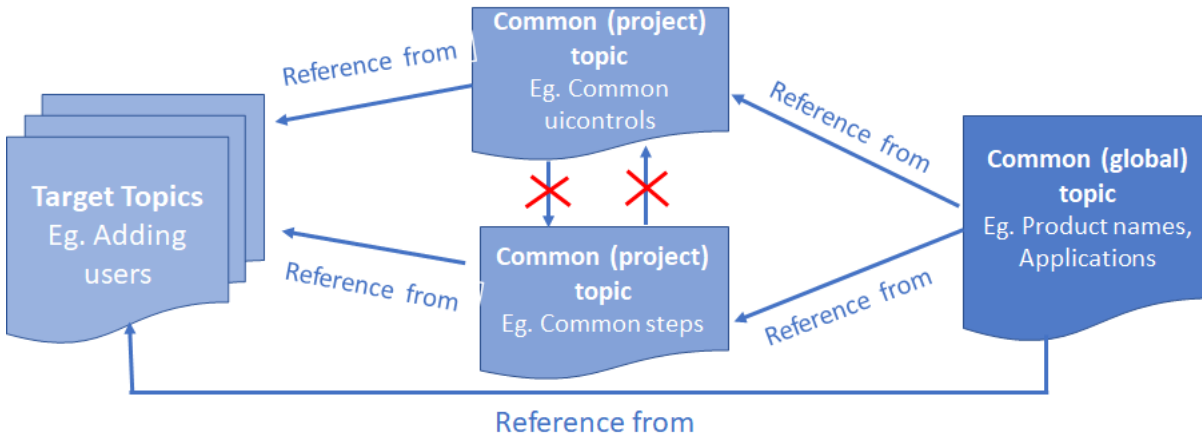 Common (project)
topic
Eg. Common
uicontrols
Reference from
Reference from
Common (global)
topic
Eg. Product names,
Applications
Target Topics
Eg. Adding
users
Common (project)
topic
Eg. Common steps
Reference from
Reference from
Reference from